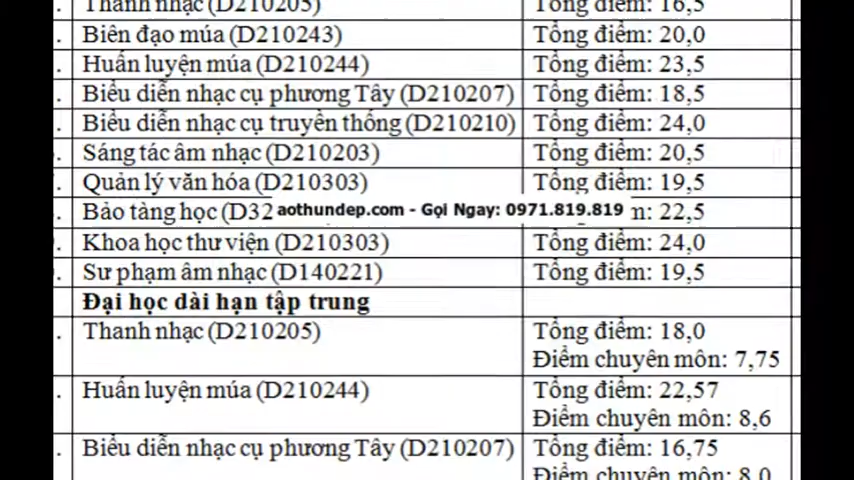 . Thanh nhạc (D210205) Tổng điểm: 16,5
. Biên đạo múa (D210243) Tổng điểm: 20,0
. Huấn luyện múa (D210244) Tổng điểm: 23,5
. Biểu diễn nhạc cụ phương Tây (D210207) Tổng điểm: 18,5
. Biểu diễn nhạc cụ truyền thống (D210210) Tổng điểm: 24,0
. Sáng tác âm nhạc (D210203) Tổng điểm: 20,5
. Quản lý văn hóa (D210303) Tổng điểm: 19,5
. Bảo tàng học (D32 aothundep.com - Gọi Ngay: 0971.819.819 m: 22,5
. Khoa học thư viện (D210303) Tổng điểm: 24,0
. Sư phạm âm nhạc (D140221) Tổng điểm: 19,5
Đại học dài hạn tập trung
. Thanh nhạc (D210205) Tổng điểm: 18,0
Điểm chuyên môn: 7,75
. Huấn luyện múa (D210244) Tổng điểm: 22,57
Điểm chuyên môn: 8,6
. Biểu diễn nhạc cụ phương Tây (D210207) Tổng điểm: 16,75
Điểm chuyên môn: 8,0